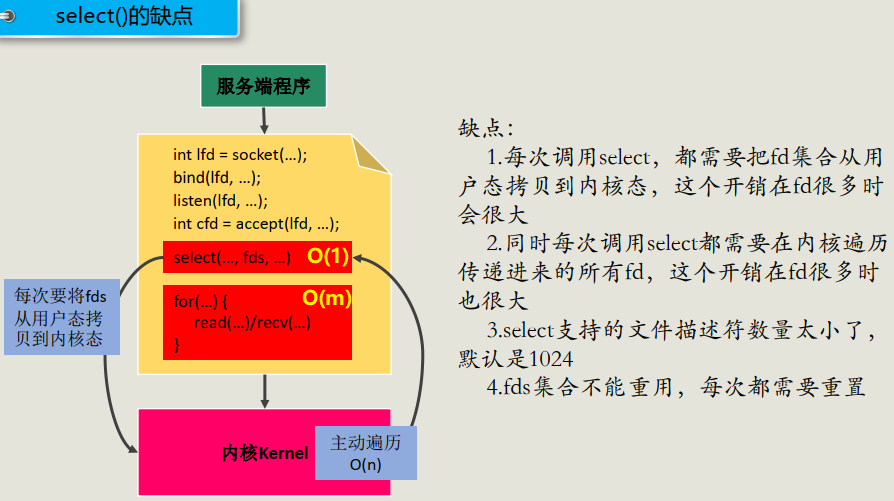 select()的缺点
服务端程序
int lfd = socket(...);
bind(lfd, ...);
listen(lfd, ...);
int cfd = accept(lfd, ...);
select(..., fds, ...) O(1)
for(...) { O(m)
read(...)/recv(...)
}
每次要将fds
从用户态拷
贝到内核态
内核Kernel
主动遍历
O(n)
缺点：
1.每次调用select，都需要把fd集合从用
户态拷贝到内核态，这个开销在fd很多时
会很大
2.同时每次调用select都需要在内核遍历
传递进来的所有fd，这个开销在fd很多时
也很大
3.select支持的文件描述符数量太小了，
默认是1024
4.fds集合不能重用，每次都需要重置